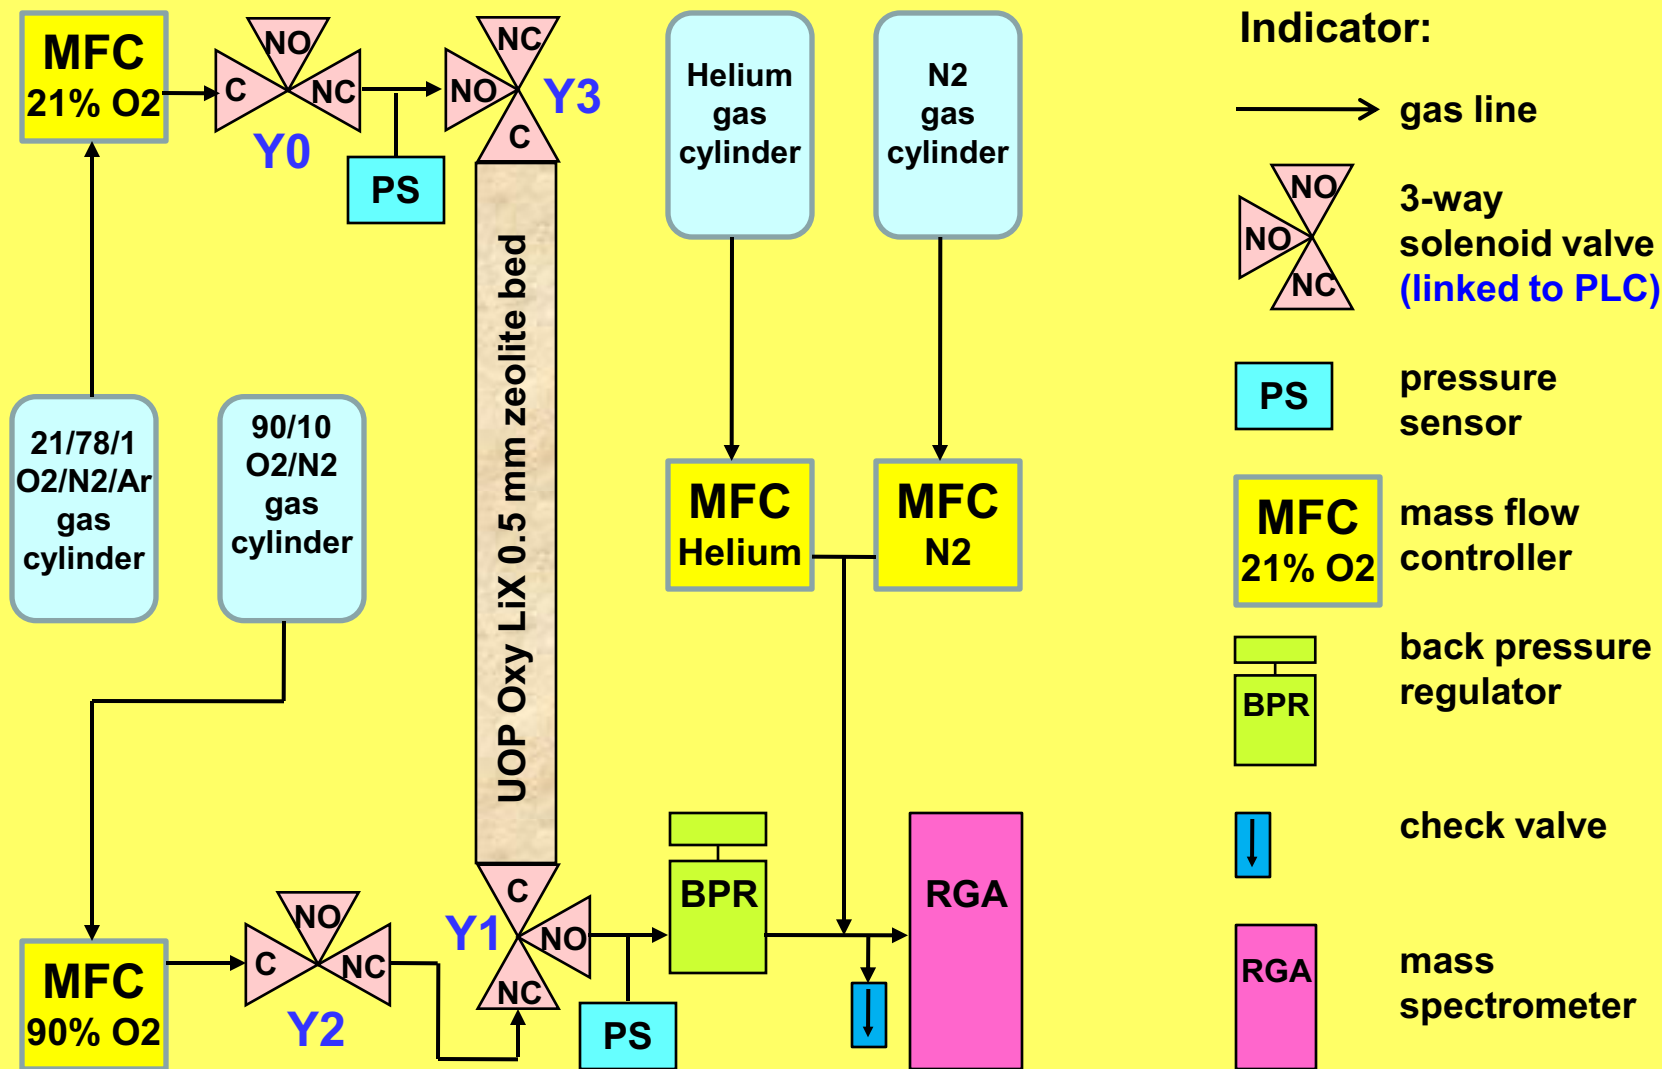 MFC
21% O2
C
NO
NC
Y0
PS
NO
NC
C
Y3
Helium
gas
cylinder
N2
gas
cylinder
21/78/1
O2/N2/Ar
gas
cylinder
90/10
O2/N2
gas
cylinder
UOP Oxy LiX 0.5 mm zeolite bed
MFC
Helium
MFC
N2
MFC
90% O2
C
NO
NC
Y2
C
NO
NC
Y1
PS
BPR
RGA
Indicator:
gas line
NO
NO
NC
3-way
solenoid valve
(linked to PLC)
PS
pressure
sensor
MFC
21% O2
mass flow
controller
BPR
back pressure
regulator
check valve
RGA
mass
spectrometer